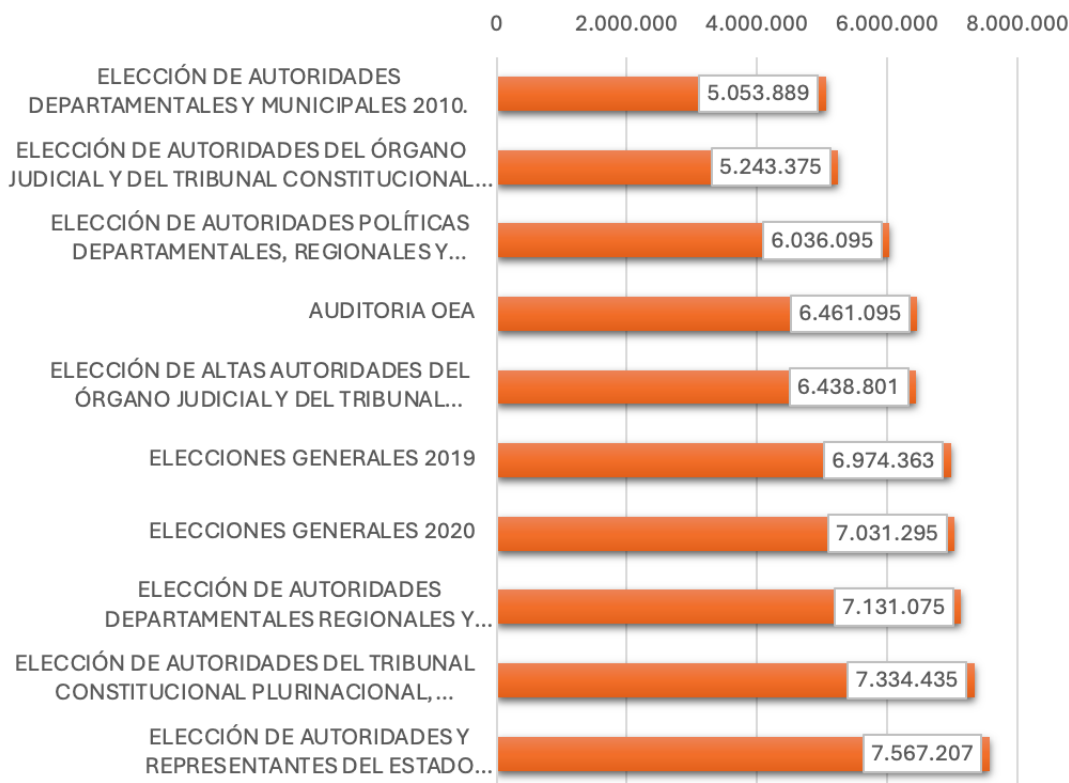 0 2.000.000 4.000.000 6.000.000 8.000.000
ELECCIÓN DE AUTORIDADES
DEPARTAMENTALES Y MUNICIPALES 2010.
5.053.889
ELECCIÓN DE AUTORIDADES DEL ÓRGANO
JUDICIAL Y DEL TRIBUNAL CONSTITUCIONAL...
5.243.375
ELECCIÓN DE AUTORIDADES POLÍTICAS
DEPARTAMENTALES, REGIONALES Y...
6.036.095
AUDITORIA OEA
6.461.095
ELECCIÓN DE ALTAS AUTORIDADES DEL
ÓRGANO JUDICIAL Y DEL TRIBUNAL...
6.438.801
ELECCIONES GENERALES 2019
6.974.363
ELECCIONES GENERALES 2020
7.031.295
ELECCIÓN DE AUTORIDADES
DEPARTAMENTALES REGIONALES Y...
7.131.075
ELECCIÓN DE AUTORIDADES DEL TRIBUNAL
CONSTITUCIONAL PLURINACIONAL, ...
7.334.435
ELECCIÓN DE AUTORIDADES Y
REPRESENTANTES DEL ESTADO...
7.567.207